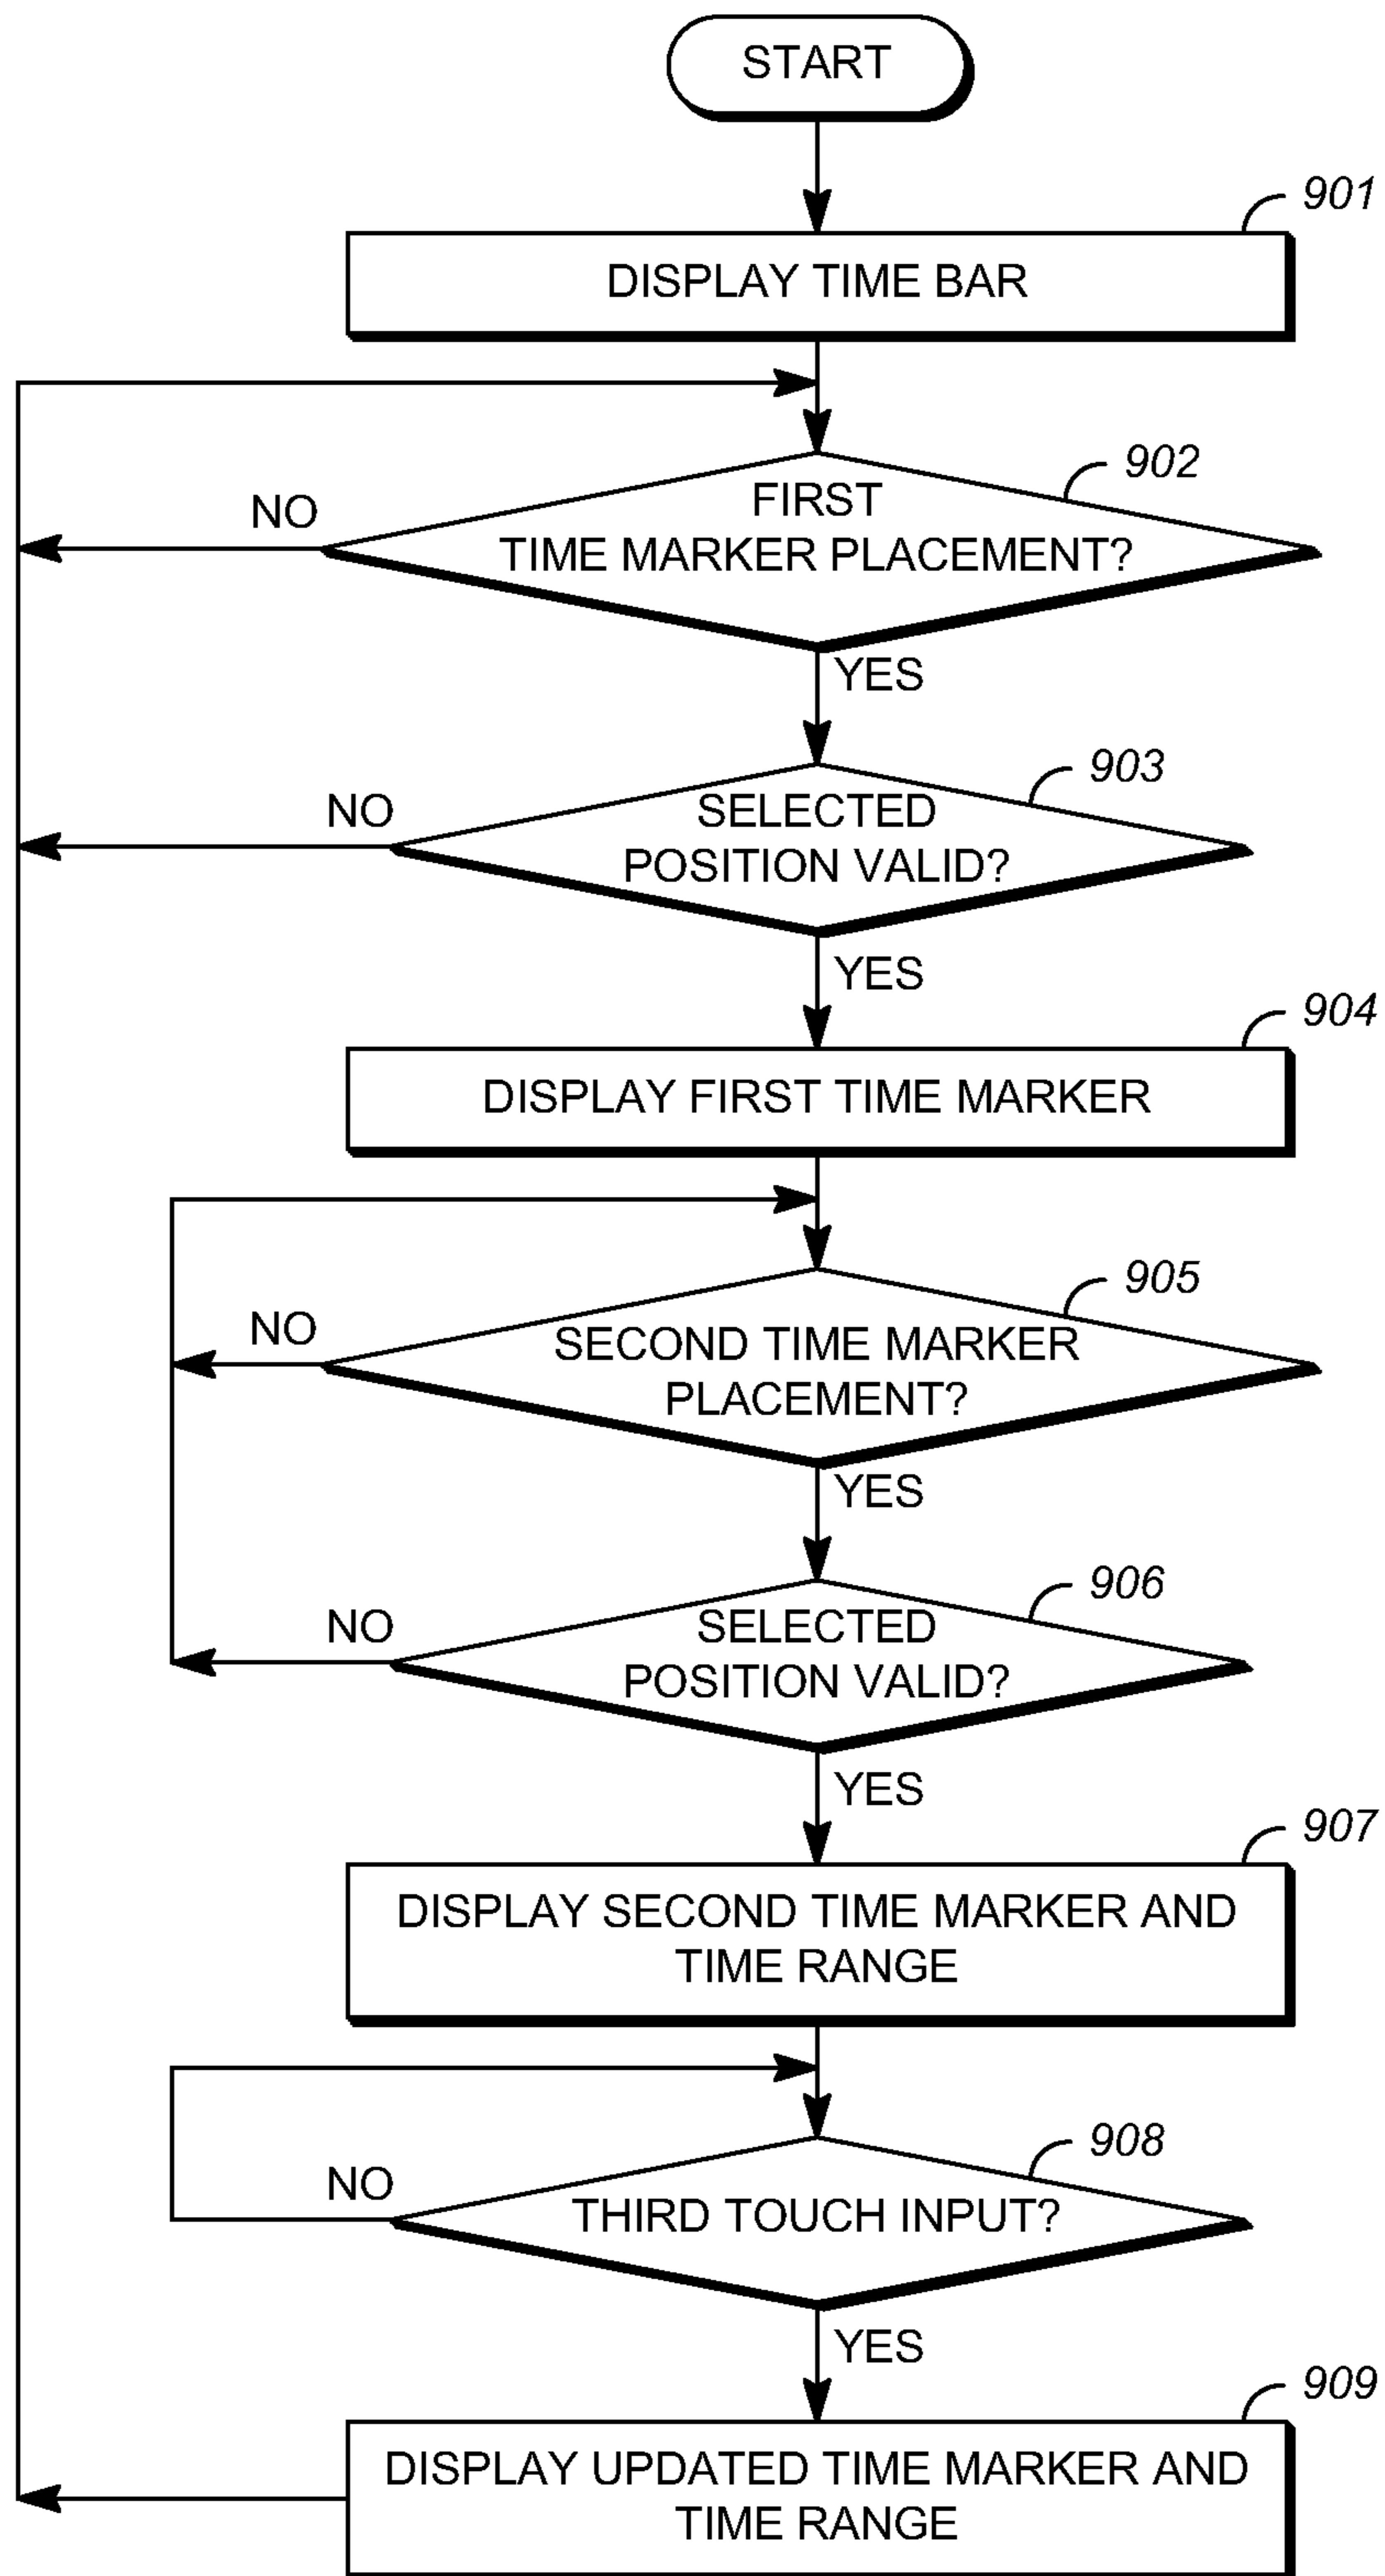 START
901
DISPLAY TIME BAR
902
FIRST
TIME MARKER PLACEMENT?
NO
YES
903
SELECTED
POSITION VALID?
NO
YES
904
DISPLAY FIRST TIME MARKER
905
SECOND TIME MARKER
PLACEMENT?
NO
YES
906
SELECTED
POSITION VALID?
NO
YES
907
DISPLAY SECOND TIME MARKER AND
TIME RANGE
908
THIRD TOUCH INPUT?
NO
YES
909
DISPLAY UPDATED TIME MARKER AND
TIME RANGE